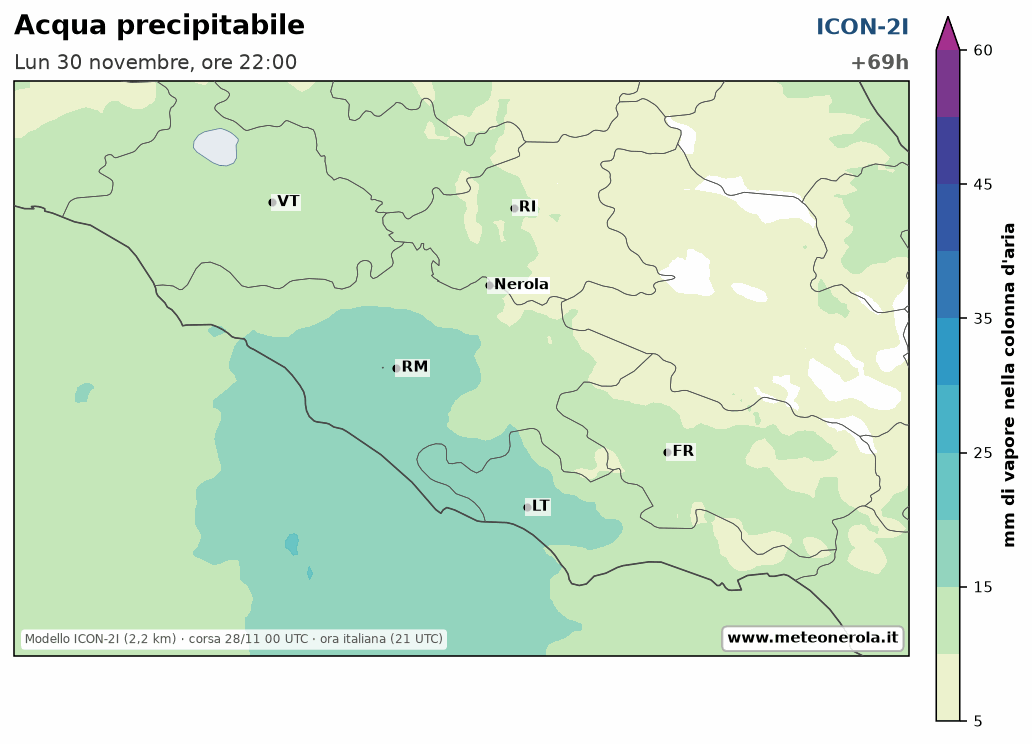 Acqua precipitabile
ICON-2I
Lun 30 novembre, ore 22:00
+69h
60
45
35
25
15
5
mm di vapore nella colonna d'aria
VT
RI
Nerola
RM
FR
LT
Modello ICON-2I (2,2 km) · corsa 28/11 00 UTC · ora italiana (21 UTC)
www.meteonerola.it